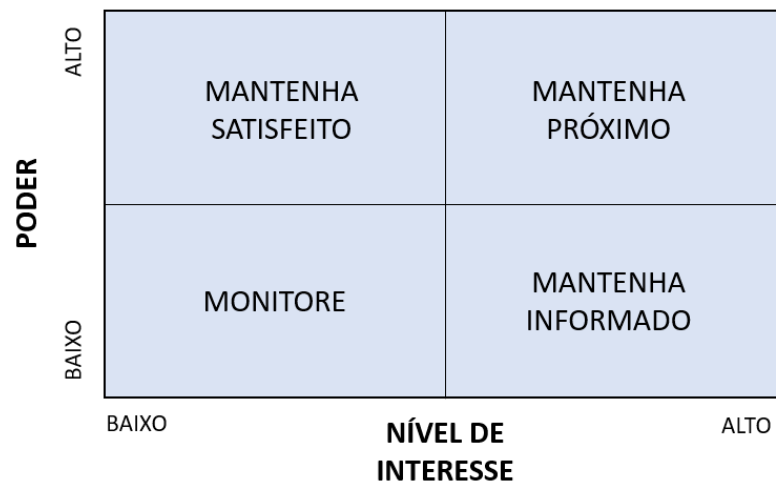 ALTO
PODER
BAIXO
MANTENHA
SATISFEITO
MANTENHA
PRÓXIMO
MONITORE
MANTENHA
INFORMADO
BAIXO
NÍVEL DE
INTERESSE
ALTO